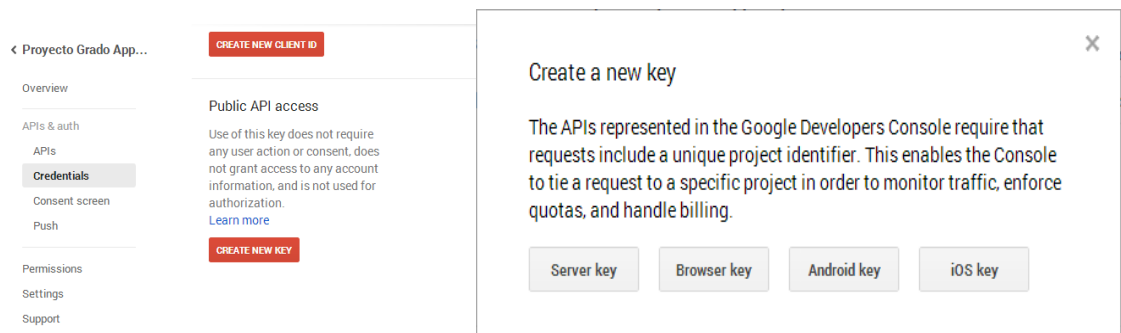 Proyecto Grado App...
Overview
APIs & auth
APIs
Credentials
Consent screen
Push
Permissions
Settings
Support
CREATE NEW CLIENT ID
Public API access
Use of this key does not require
any user action or consent, does
not grant access to any account
information, and is not used for
authorization.
Learn more
CREATE NEW KEY
Create a new key
The APIs represented in the Google Developers Console require that
requests include a unique project identifier. This enables the Console
to tie a request to a specific project in order to monitor traffic, enforce
quotas, and handle billing.
Server key
Browser key
Android key
iOS key